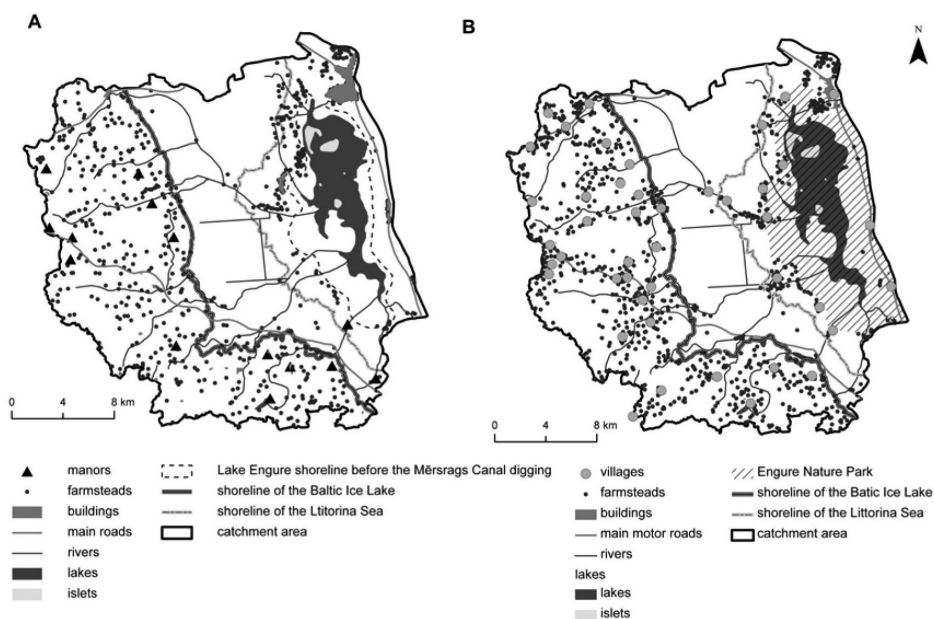 A
B
N
0 4 8 km
0 4 8 km
manors
farmsteads
buildings
main roads
rivers
lakes
islets
Lake Engure shoreline before the Mērsrags Canal digging
shoreline of the Baltic Ice Lake
shoreline of the Ltitorina Sea
catchment area
villages
farmsteads
buildings
main motor roads
rivers
lakes
lakes
islets
Engure Nature Park
shoreline of the Batic Ice Lake
shoreline of the Littorina Sea
catchment area